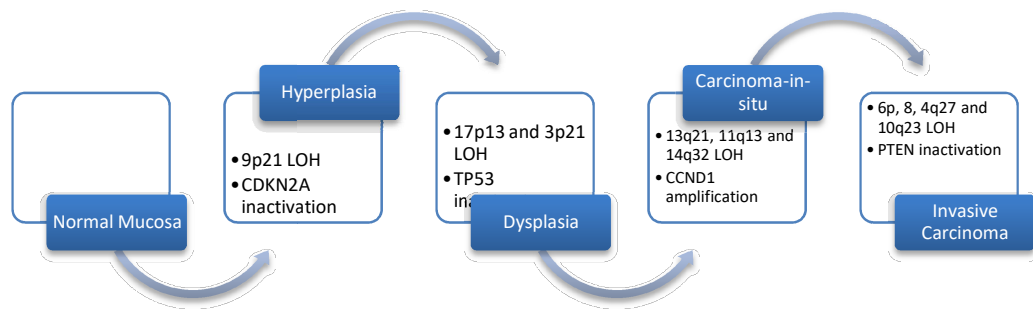 Normal Mucosa
Hyperplasia
• 9p21 LOH
• CDKN2A
inactivation
• 17p13 and 3p21
LOH
• TP53
Dysplasia
Carcinoma-in-
situ
• 13q21, 11q13 and
14q32 LOH
• CCND1
amplification
• 6p, 8, 4q27 and
10q23 LOH
• PTEN inactivation
Invasive
Carcinoma